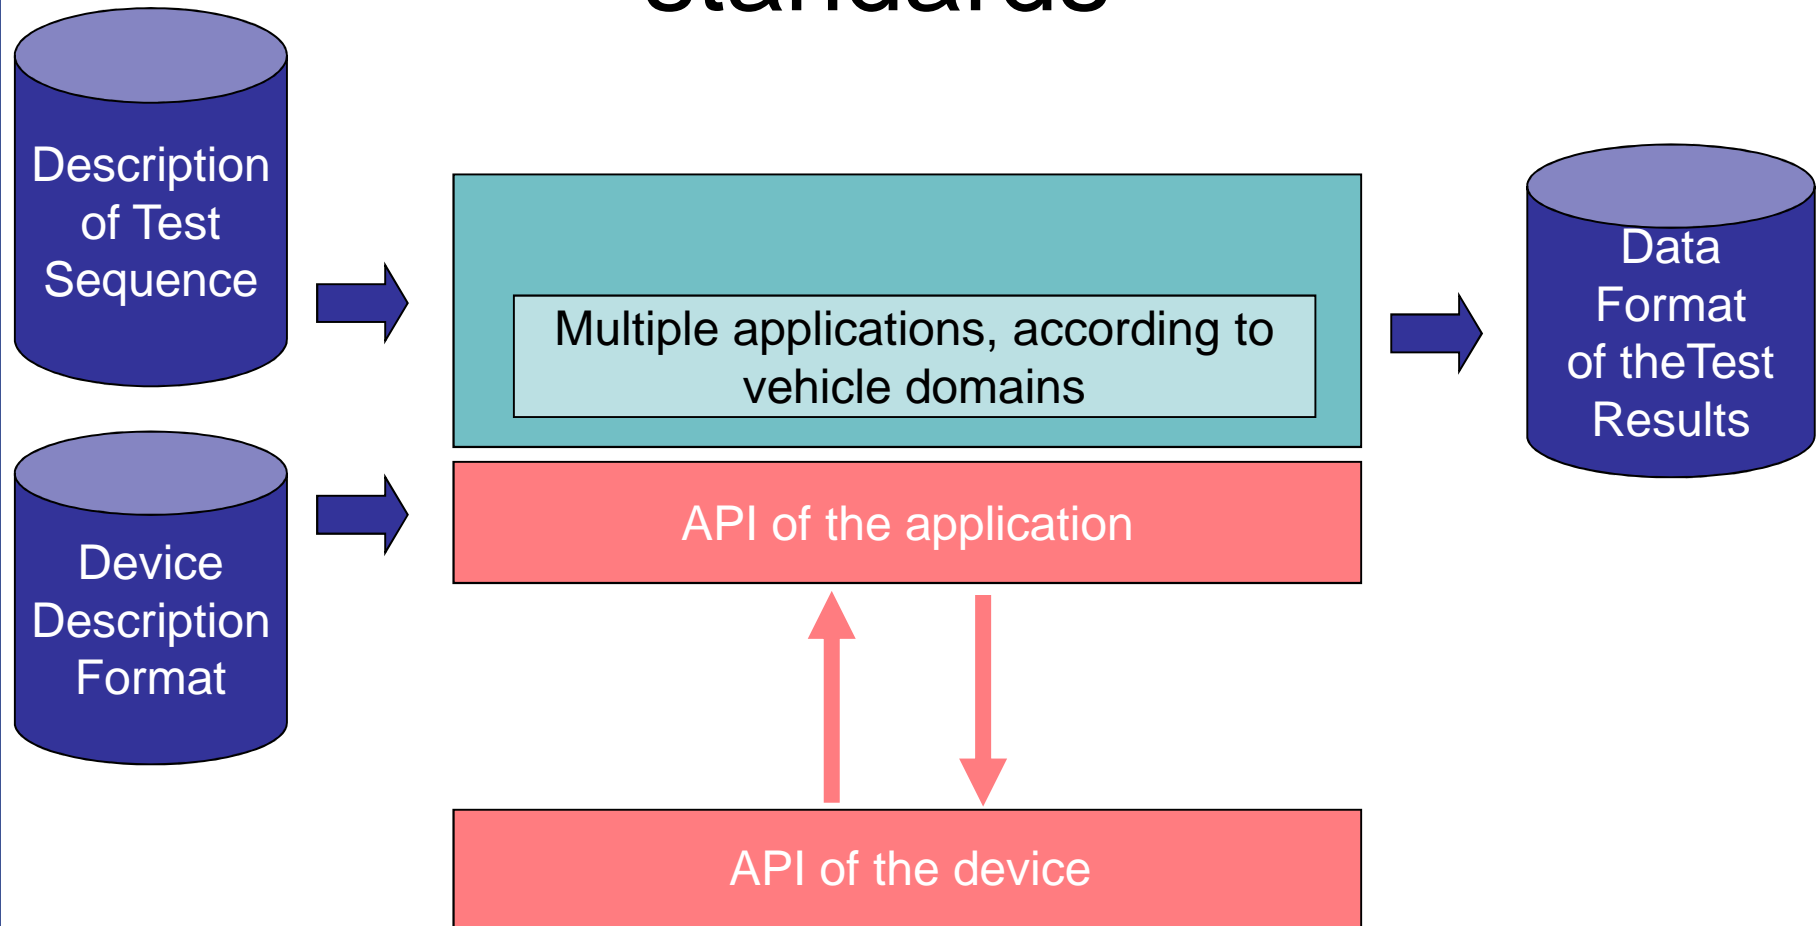 standards
Description
of Test
Sequence
Multiple applications, according to
vehicle domains
Data
Format
of theTest
Results
API of the application
Device
Description
Format
API of the device